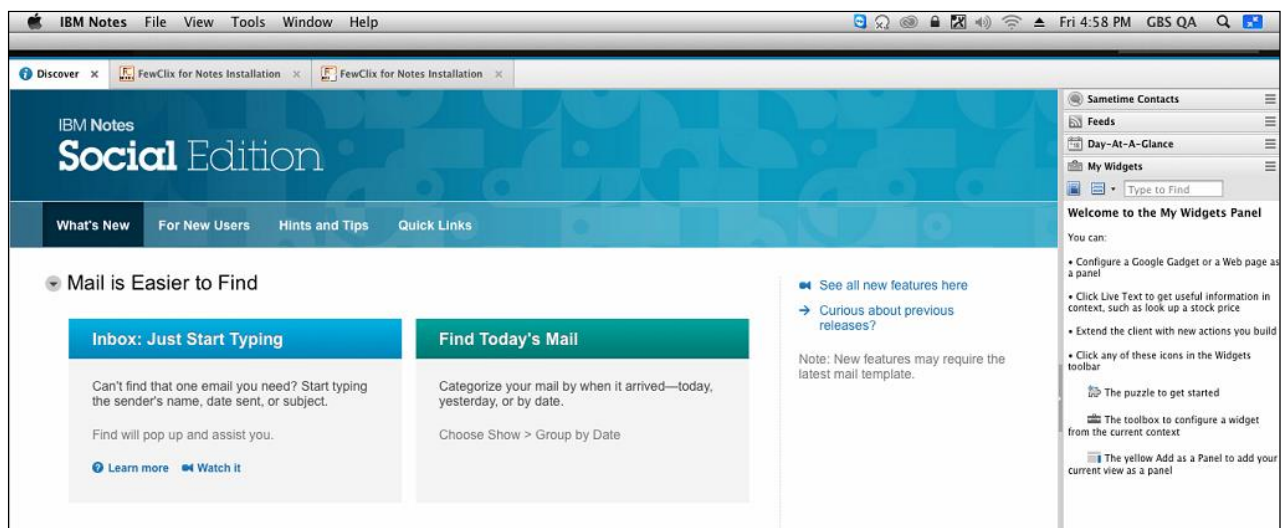 IBM Notes File View Tools Window Help Fri 4:58 PM GBS QA
Discover × FewClix for Notes Installation × FewClix for Notes Installation ×
IBM Notes
Social Edition
What's New For New Users Hints and Tips Quick Links
Mail is Easier to Find
Inbox: Just Start Typing
Can't find that one email you need? Start typing
the sender's name, date sent, or subject.
Find will pop up and assist you.
Learn more Watch it
Find Today's Mail
Categorize your mail by when it arrived—today,
yesterday, or by date.
Choose Show > Group by Date
See all new features here
Curious about previous
releases?
Note: New features may require the
latest mail template.
Sametime Contacts
Feeds
Day-At-A-Glance
My Widgets
Type to Find
Welcome to the My Widgets Panel
You can:
• Configure a Google Gadget or a Web page as
a panel
• Click Live Text to get useful information in
context, such as look up a stock price
• Extend the client with new actions you build
• Click any of these icons in the Widgets
toolbar
The puzzle to get started
The toolbox to configure a widget
from the current context
The yellow Add as a Panel to add your
current view as a panel